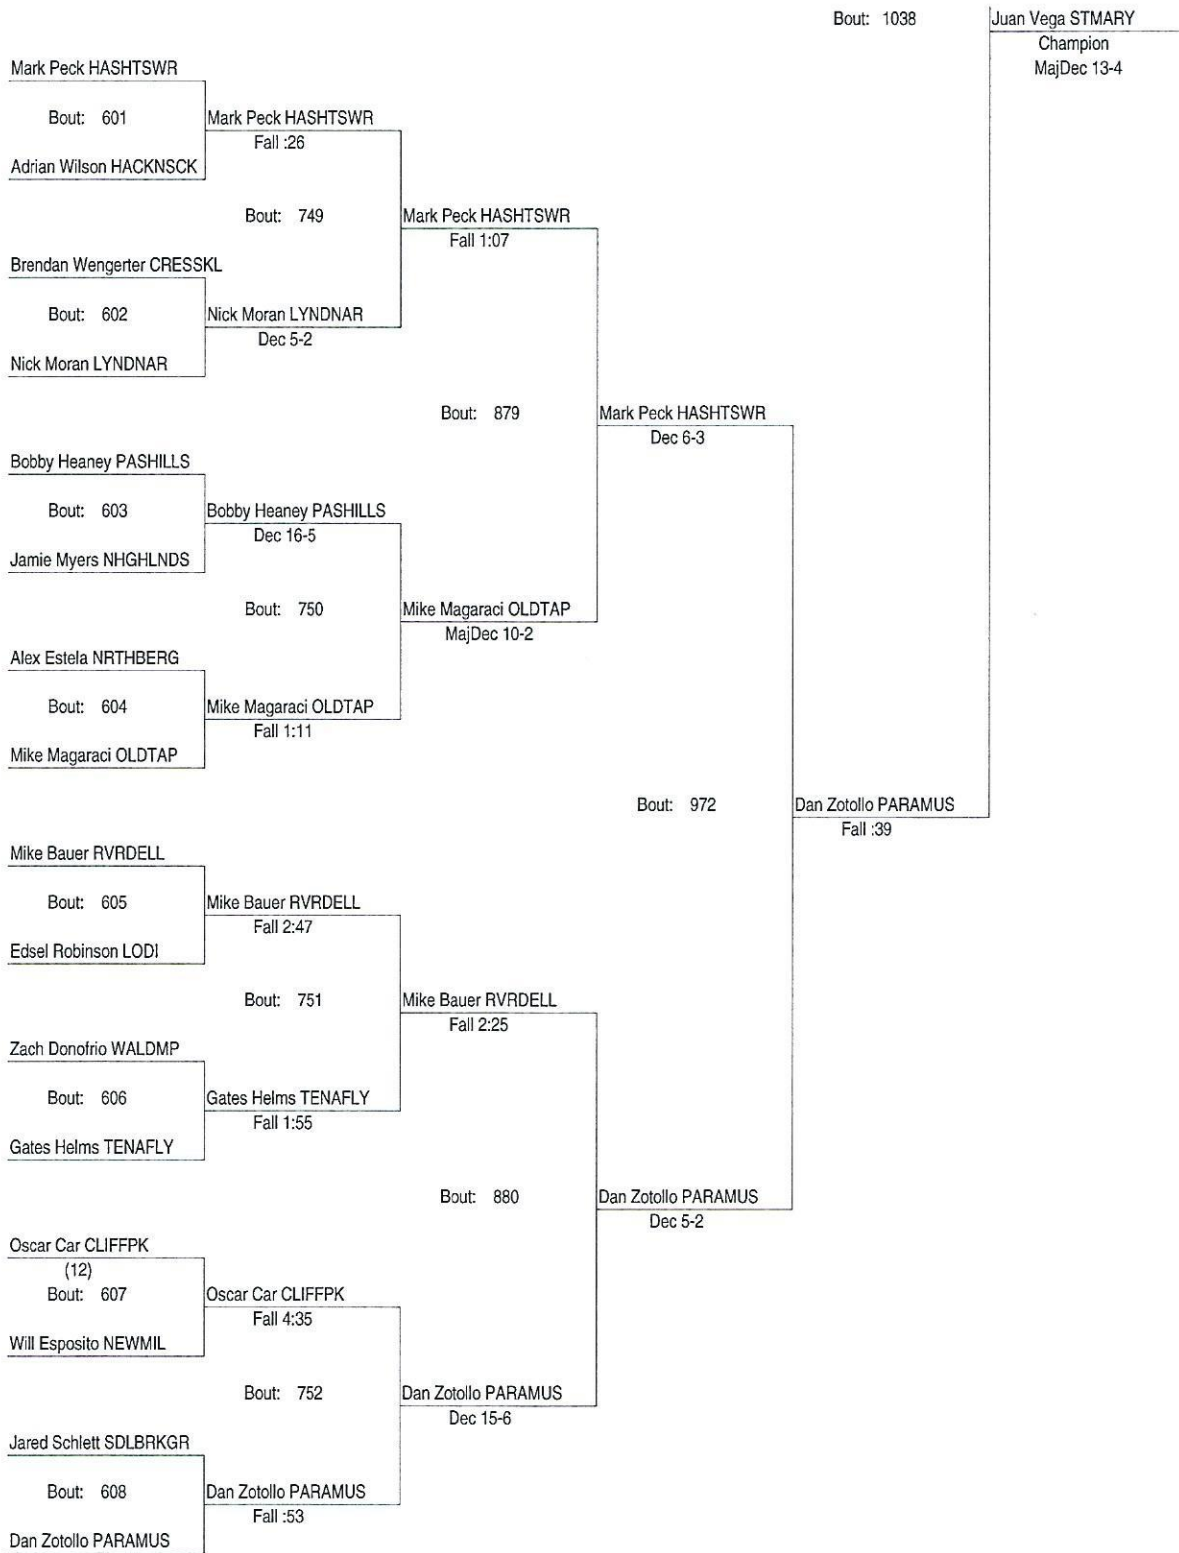 Bout: 1038 Juan Vega STMARY
Champion
MajDec 13-4
Mark Peck HASHTSWR
Bout: 601 Mark Peck HASHTSWR
Fall :26
Adrian Wilson HACKNSCK
Bout: 749 Mark Peck HASHTSWR
Fall 1:07
Brendan Wengerter CRESSKL
Bout: 602 Nick Moran LYNDNAR
Dec 5-2
Nick Moran LYNDNAR
Bout: 879 Mark Peck HASHTSWR
Dec 6-3
Bobby Heaney PASHILLS
Bout: 603 Bobby Heaney PASHILLS
Dec 16-5
Jamie Myers NHGHLNDS
Bout: 750 Mike Magaraci OLDTAP
MajDec 10-2
Alex Estela NRTHBERG
Bout: 604 Mike Magaraci OLDTAP
Fall 1:11
Mike Magaraci OLDTAP
Bout: 972 Dan Zotollo PARAMUS
Fall :39
Mike Bauer RVRDELL
Bout: 605 Mike Bauer RVRDELL
Fall 2:47
Edsel Robinson LODI
Bout: 751 Mike Bauer RVRDELL
Fall 2:25
Zach Donofrio WALDMP
Bout: 606 Gates Helms TENAFLY
Fall 1:55
Gates Helms TENAFLY
Bout: 880 Dan Zotollo PARAMUS
Dec 5-2
Oscar Car CLIFFPK
(12)
Bout: 607 Oscar Car CLIFFPK
Fall 4:35
Will Esposito NEWMIL
Bout: 752 Dan Zotollo PARAMUS
Dec 15-6
Jared Schlett SDLBRKGR
Bout: 608 Dan Zotollo PARAMUS
Fall :53
Dan Zotollo PARAMUS